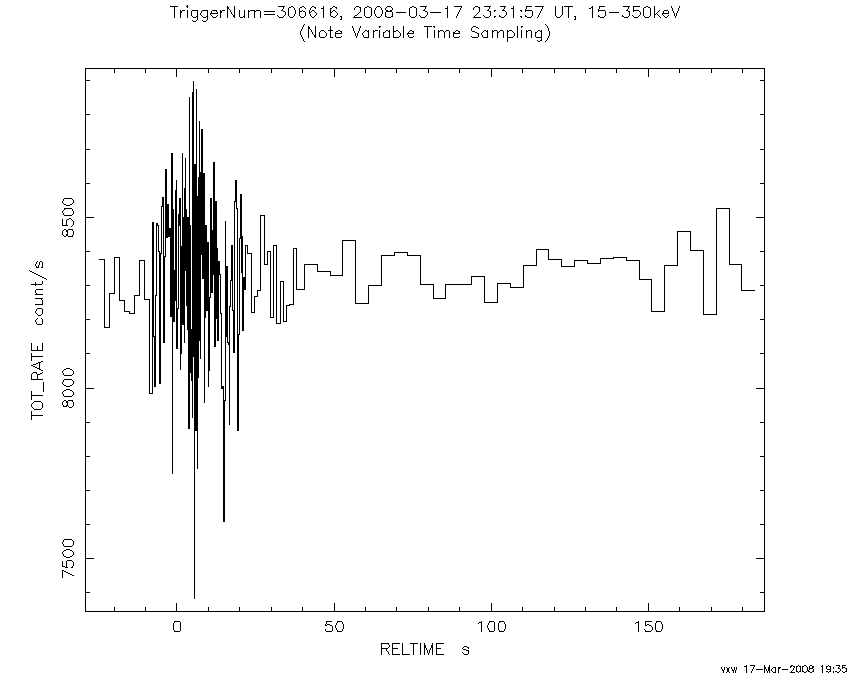 TriggerNum=306616, 2008-03-17 23:31:57 UT, 15-350keV
(Note Variable Time Sampling)
TOT_RATE count/s
8500
8000
7500
0 50 100 150
RELTIME s
vxw 17-Mar-2008 19:35